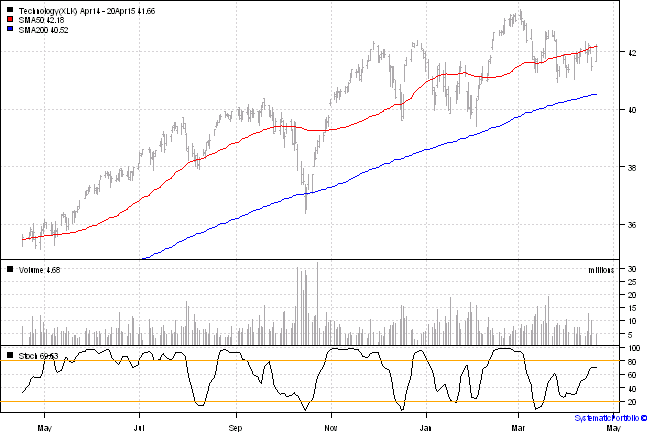 Technology(XLK) Apr14 - 20Apr15 41.66
SMA50 42.18
SMA200 40.52
42
40
38
36
Volume 4.68
millions
30
25
20
15
10
5
Stoch 69.53
100
80
60
40
20
May
Jul
Sep
Nov
Jan
Mar
May
SystematicPortfolio ©